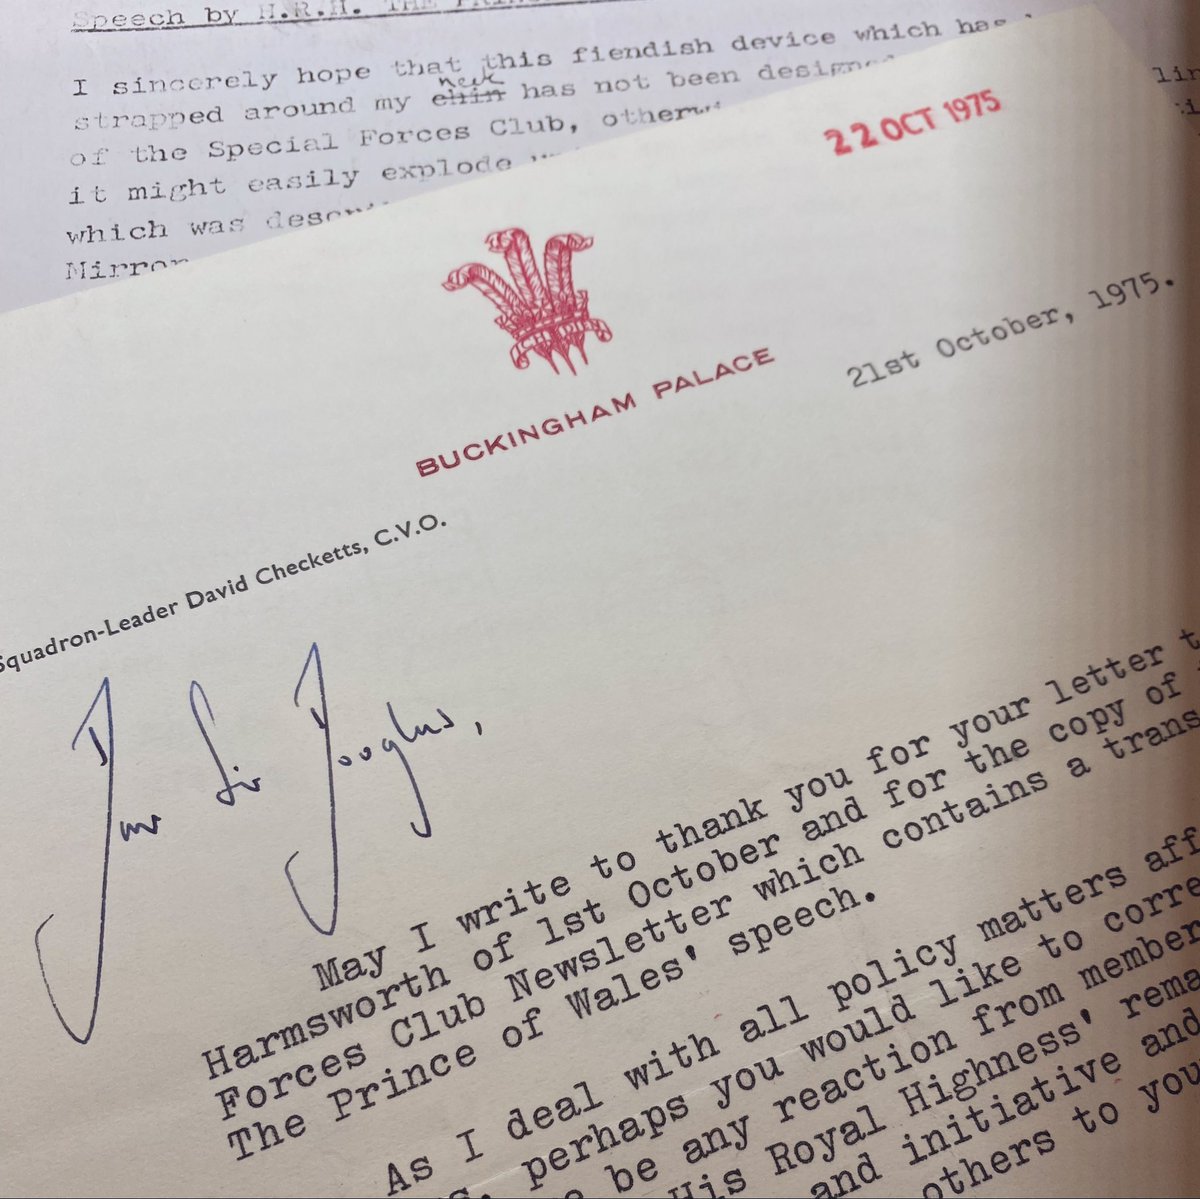 Speech by H.R.H. THE
I sincerely hope that this fiendish device which has
neck
strapped around my chin has not been designed
of the Special Forces Club,
it might easily explode
which was
22 OCT 1975
BUCKINGHAM PALACE
21st October, 1975.
Squadron-Leader David Checketts, C.V.O.
Dear Sir Douglas,
May I write to thank you for your letter
Harmsworth of 1st October and for the copy of
Forces Club Newsletter which contains a
The Prince of Wales' speech.
As I deal with all policy matters
perhaps you would like to
be any reaction from
His Royal Highness'
and initiative and
others to you